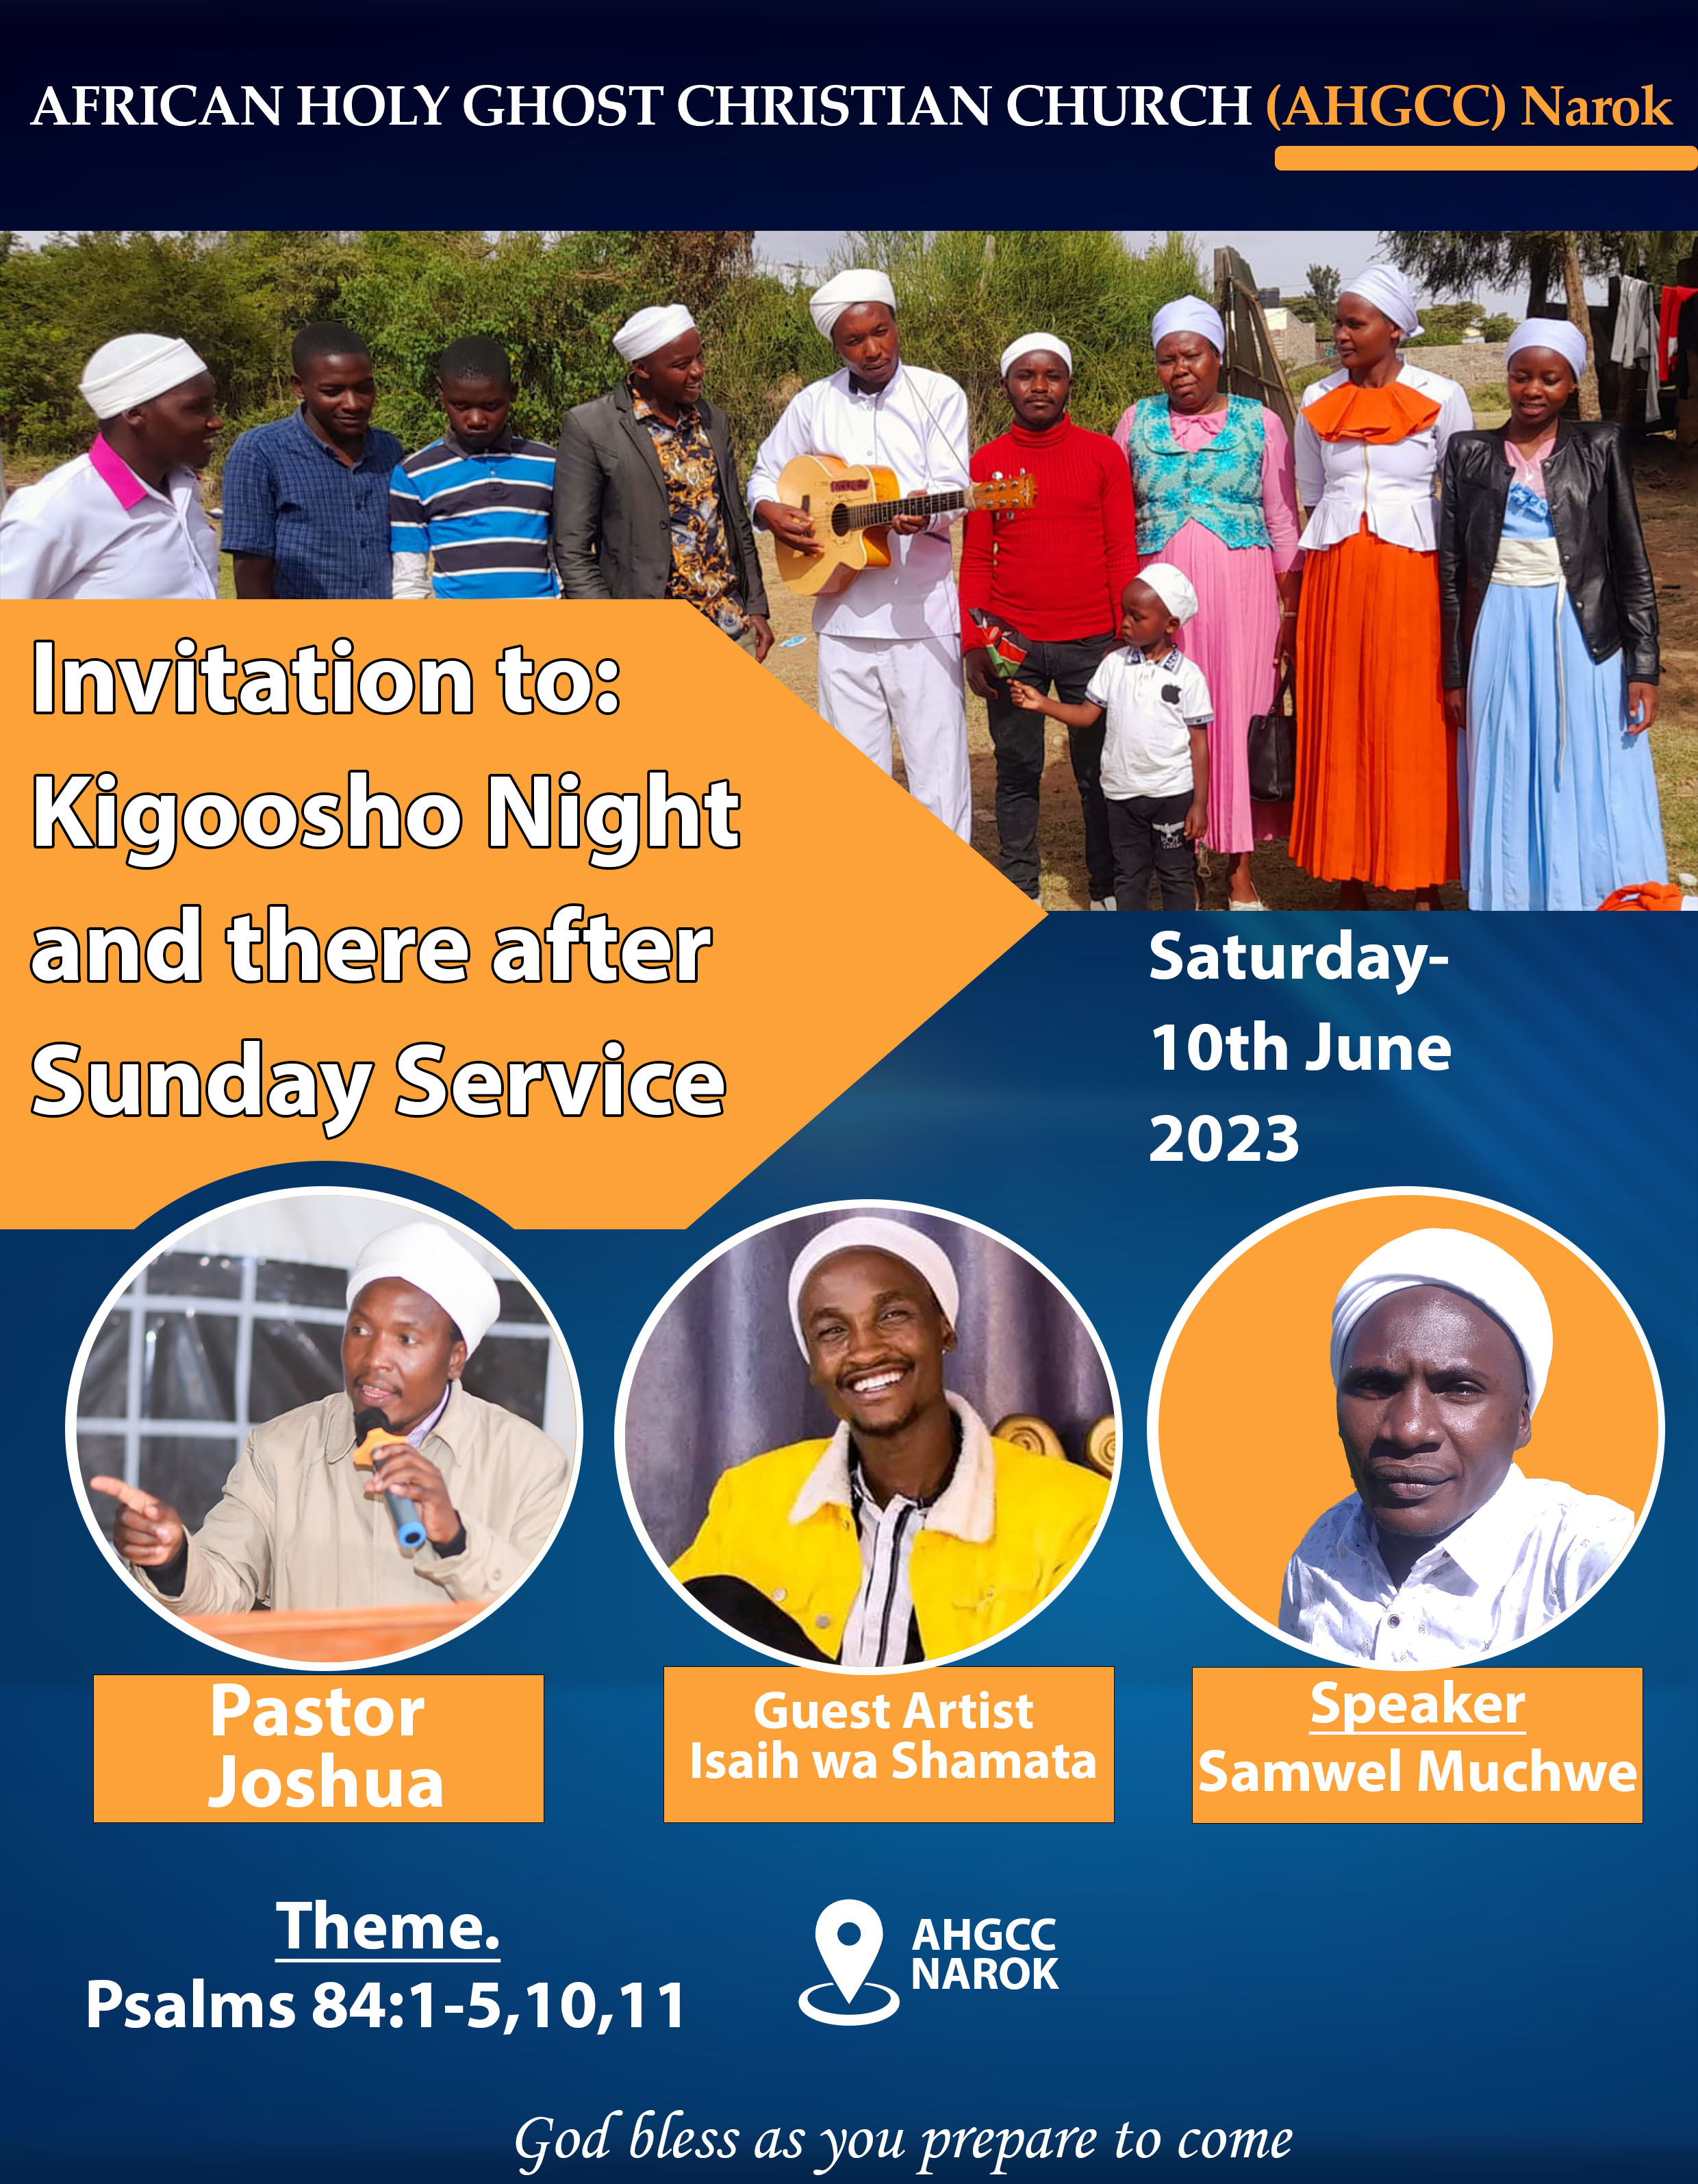 AFRICAN HOLY GHOST CHRISTIAN CHURCH (AHGCC) Narok
Invitation to:
Kigoosho Night
and there after
Sunday Service
Saturday-
10th June
2023
Pastor
Joshua
Guest Artist
Isaih wa Shamata
Speaker
Samwel Muchwe
Theme.
Psalms 84:1-5,10,11
AHGCC
NAROK
God bless as you prepare to come